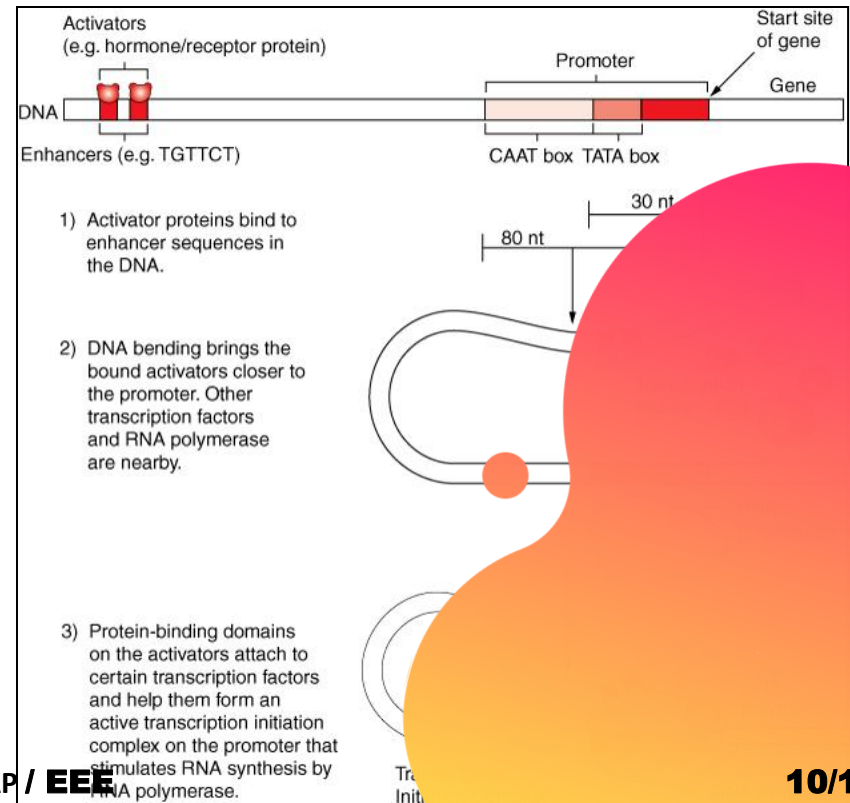 Activators
(e.g. hormone/receptor protein)
Start site
of gene
Promoter
Gene
DNA
Enhancers (e.g. TGTTCT)
CAAT box TATA box
30 nt
80 nt
1) Activator proteins bind to
enhancer sequences in
the DNA.
2) DNA bending brings the
bound activators closer to
the promoter. Other
transcription factors
and RNA polymerase
are nearby.
3) Protein-binding domains
on the activators attach to
certain transcription factors
and help them form an
active transcription initiation
complex on the promoter that
stimulates RNA synthesis by
RNA polymerase.
/ EEE